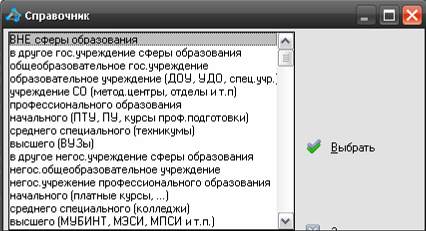 Справочник
ВНЕ сферы образования
в другое гос.учреждение сферы образования
общеобразовательное гос.учреждение
образовательное учреждение (ДОУ, УДО, спец.учр.)
учреждение СО (метод.центры, отделы и т.п)
профессионального образования
начального (ПТУ, ПУ, курсы проф.подготовки)
среднего специального (техникумы)
высшего (ВУЗы)
в другое негос.учреждение сферы образования
негос.общеобразовательное учреждение
негос.учрежение профессионального образования
начального (платные курсы, ...)
среднего специального (колледжи)
высшего (МУБИНТ, МЭСИ, МПСИ и т.п.)
Выбрать